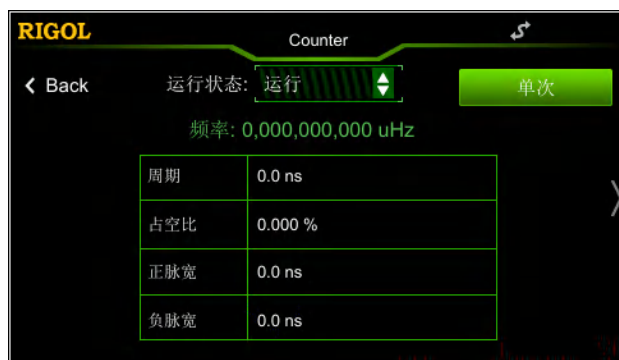 RIGOL
Counter
Back
运行状态: 运行
单次
频率: 0,000,000,000 uHz
周期 0.0 ns
占空比 0.000 %
正脉宽 0.0 ns
负脉宽 0.0 ns